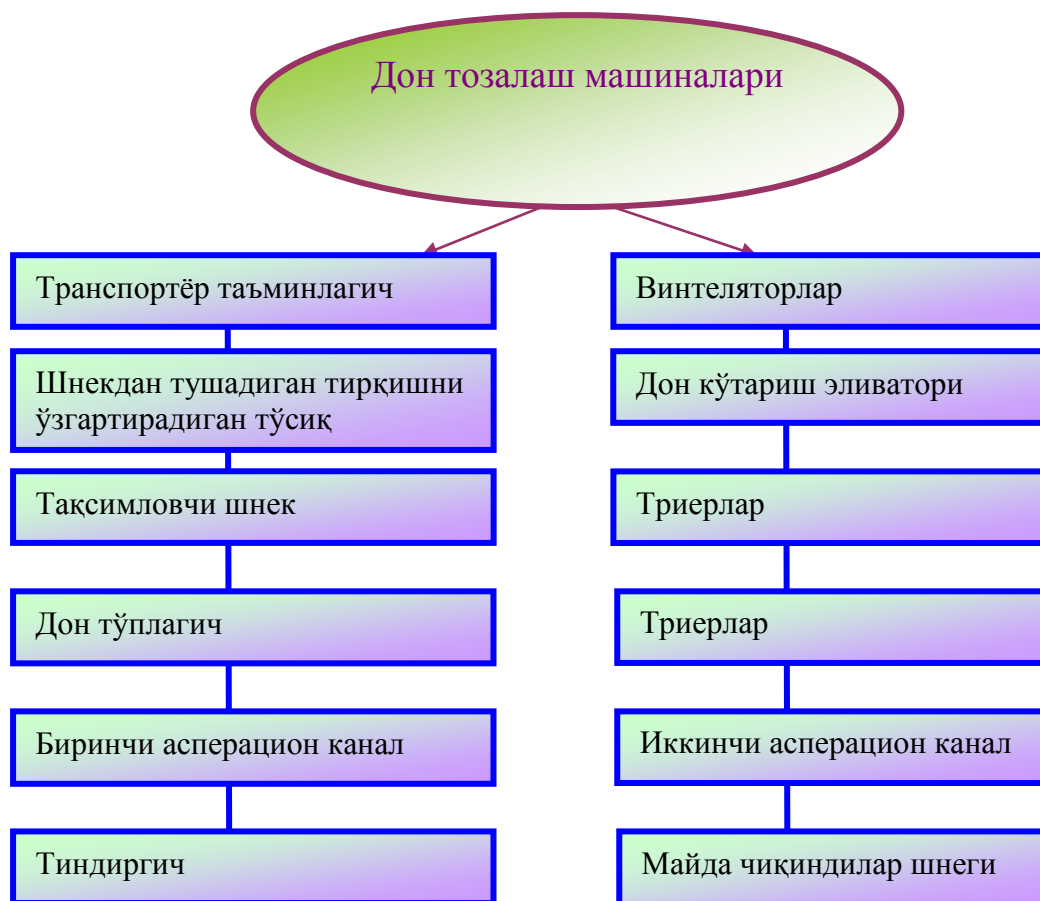 Дон тозалаш машиналари
Транспортёр таъминлагич
Шнекдан тушадиган тирқишни
ўзгартирадиган тўсиқ
Тақсимловчи шнек
Дон тўплагич
Биринчи асперацион канал
Тиндиргич
Винтеляторлар
Дон кўтариш эливатори
Триерлар
Триерлар
Иккинчи асперацион канал
Майда чиқиндилар шнеги